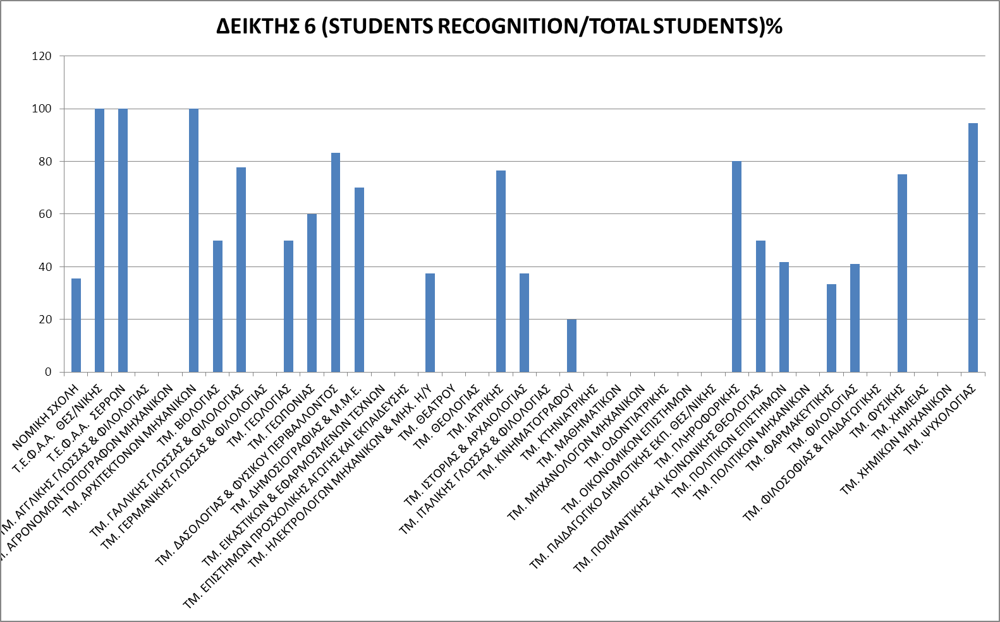 ΔΕΙΚΤΗΣ 6 (STUDENTS RECOGNITION/TOTAL STUDENTS)%
120
100
80
60
40
20
0
ΝΟΜΙΚΗ ΣΧΟΛΗ
Τ.Ε.Φ.Α.Α. ΘΕΣ/ΝΙΚΗΣ
Τ.Ε.Φ.Α.Α. ΣΕΡΡΩΝ
ΤΜ. ΑΓΓΛΙΚΗΣ ΓΛΩΣΣΑΣ & ΦΙΛΟΛΟΓΙΑΣ
ΑΓΡΟΝΟΜΩΝ ΤΟΠΟΓΡΑΦΩΝ ΜΗΧΑΝΙΚΩΝ
ΤΜ. ΑΡΧΙΤΕΚΤΟΝΩΝ ΜΗΧΑΝΙΚΩΝ
ΤΜ. ΒΙΟΛΟΓΙΑΣ
ΤΜ. ΓΑΛΛΙΚΗΣ ΓΛΩΣΣΑΣ & ΦΙΛΟΛΟΓΙΑΣ
ΤΜ. ΓΕΡΜΑΝΙΚΗΣ ΓΛΩΣΣΑΣ & ΦΙΛΟΛΟΓΙΑΣ
ΤΜ. ΓΕΩΛΟΓΙΑΣ
ΤΜ. ΓΕΩΠΟΝΙΑΣ
ΤΜ. ΔΑΣΟΛΟΓΙΑΣ & ΦΥΣΙΚΟΥ ΠΕΡΙΒΑΛΛΟΝΤΟΣ
ΤΜ. ΔΗΜΟΣΙΟΓΡΑΦΙΑΣ & Μ.Μ.Ε.
ΤΜ. ΕΙΚΑΣΤΙΚΩΝ & ΕΦΑΡΜΟΣΜΕΝΩΝ ΤΕΧΝΩΝ
ΤΜ. ΕΠΙΣΤΗΜΩΝ ΠΡΟΣΧΟΛΙΚΗΣ ΑΓΩΓΗΣ ΚΑΙ ΕΚΠΑΙΔΕΥΣΗΣ
ΤΜ. ΗΛΕΚΤΡΟΛΟΓΩΝ ΜΗΧΑΝΙΚΩΝ & ΜΗΧ. Η/Υ
ΤΜ. ΘΕΑΤΡΟΥ
ΤΜ. ΘΕΟΛΟΓΙΑΣ
ΤΜ. ΙΑΤΡΙΚΗΣ
ΤΜ. ΙΣΤΟΡΙΑΣ & ΑΡΧΑΙΟΛΟΓΙΑΣ
ΤΜ. ΙΤΑΛΙΚΗΣ ΓΛΩΣΣΑΣ & ΦΙΛΟΛΟΓΙΑΣ
ΤΜ. ΚΙΝΗΜΑΤΟΓΡΑΦΟΥ
ΤΜ. ΚΤΗΝΙΑΤΡΙΚΗΣ
ΤΜ. ΜΑΘΗΜΑΤΙΚΩΝ
ΤΜ. ΜΗΧΑΝΟΛΟΓΩΝ ΜΗΧΑΝΙΚΩΝ
ΤΜ. ΟΔΟΝΤΙΑΤΡΙΚΗΣ
ΤΜ. ΟΙΚΟΝΟΜΙΚΩΝ ΕΠΙΣΤΗΜΩΝ
ΤΜ. ΠΑΙΔΑΓΩΓΙΚΟ ΔΗΜΟΤΙΚΗΣ ΕΚΠ. ΘΕΣ/ΝΙΚΗΣ
ΤΜ. ΠΛΗΡΟΦΟΡΙΚΗΣ
ΤΜ. ΠΟΙΜΑΝΤΙΚΗΣ ΚΑΙ ΚΟΙΝΩΝΙΚΗΣ ΘΕΟΛΟΓΙΑΣ
ΤΜ. ΠΟΛΙΤΙΚΩΝ ΕΠΙΣΤΗΜΩΝ
ΤΜ. ΠΟΛΙΤΙΚΩΝ ΜΗΧΑΝΙΚΩΝ
ΤΜ. ΦΑΡΜΑΚΕΥΤΙΚΗΣ
ΤΜ. ΦΙΛΟΛΟΓΙΑΣ
ΤΜ. ΦΙΛΟΣΟΦΙΑΣ & ΠΑΙΔΑΓΩΓΙΚΗΣ
ΤΜ. ΦΥΣΙΚΗΣ
ΤΜ. ΧΗΜΕΙΑΣ
ΤΜ. ΧΗΜΙΚΩΝ ΜΗΧΑΝΙΚΩΝ
ΤΜ. ΨΥΧΟΛΟΓΙΑΣ